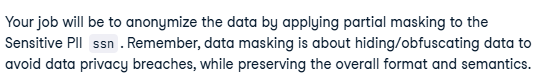 Your job will be to anonymize the data by applying partial masking to the
Sensitive PII ssn . Remember, data masking is about hiding/obfuscating data to
avoid data privacy breaches, while preserving the overall format and semantics.